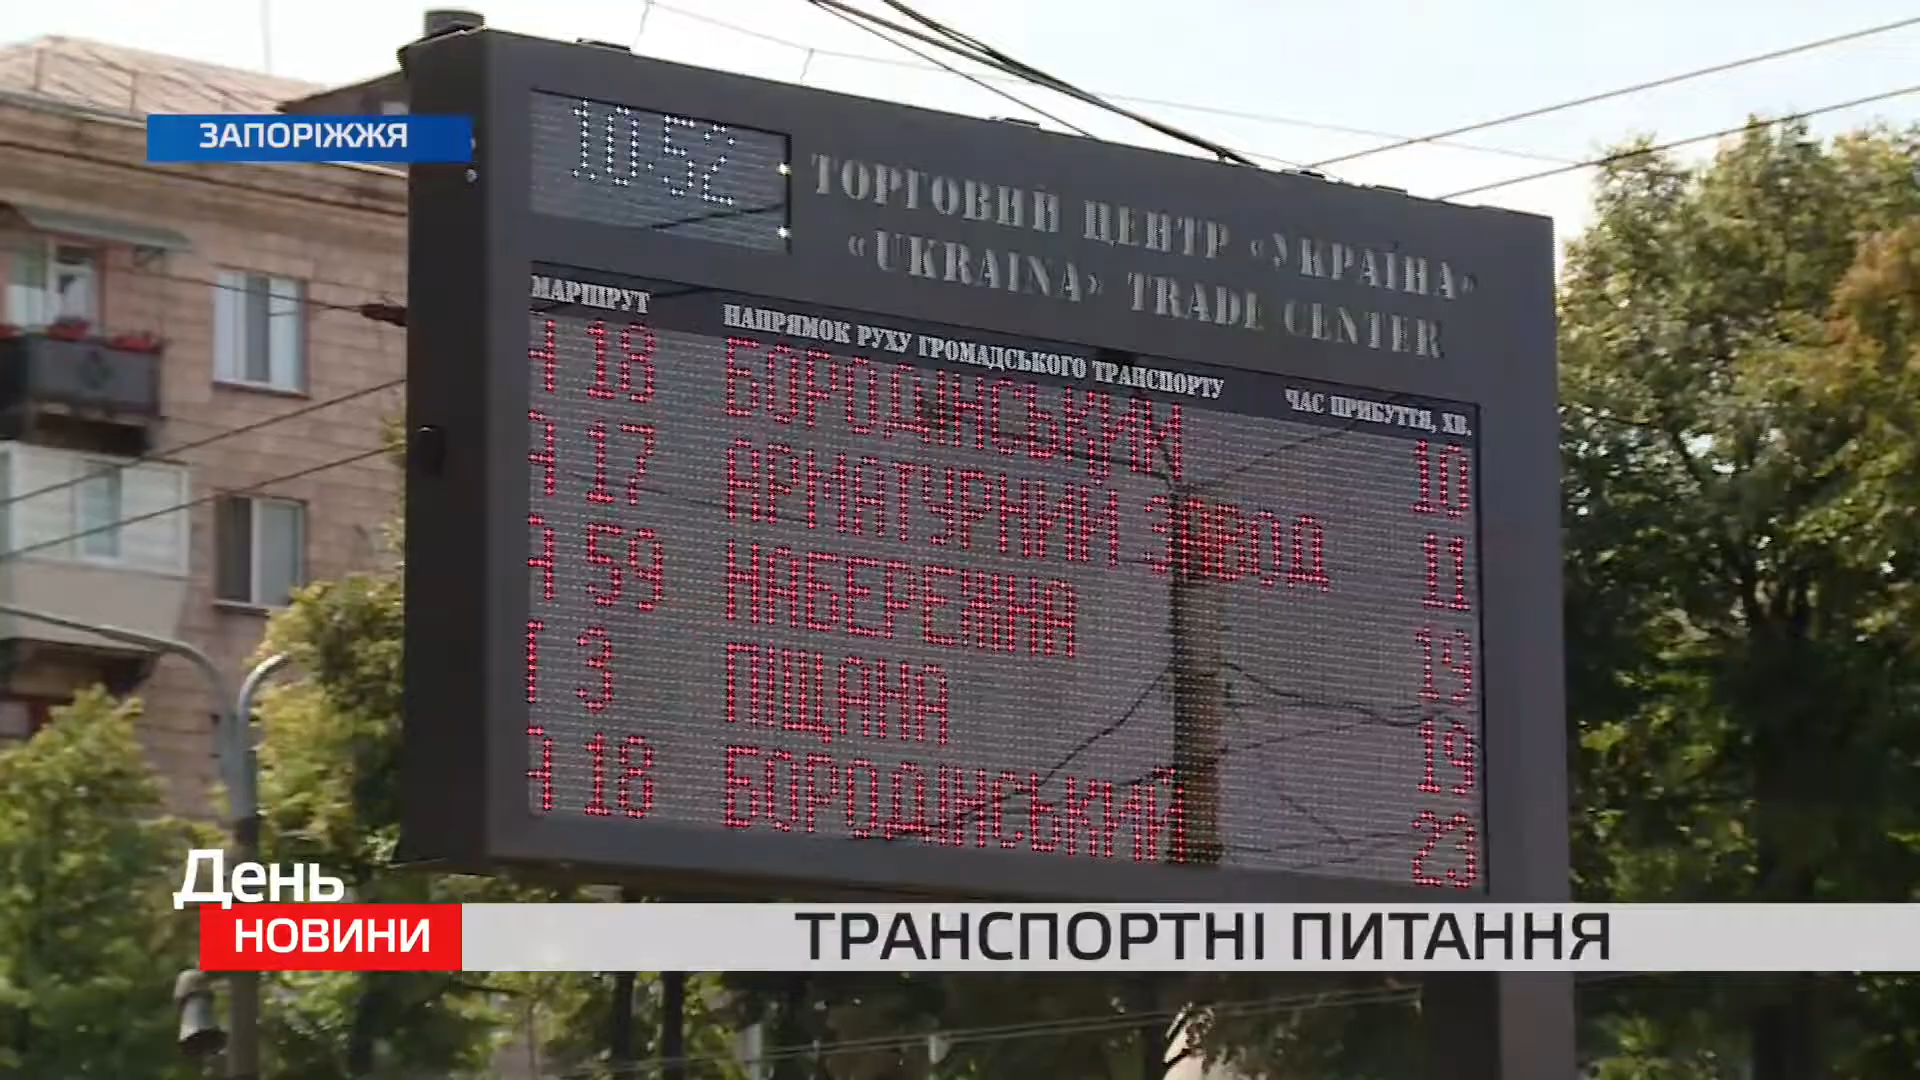 ЗАПОРІЖЖЯ
10:52
ТОРГОВИЙ ЦЕНТР «УКРАЇНА»
«UKRAINA» TRADE CENTER
МАРШРУТ НАПРЯМОК РУХУ ГРОМАДСЬКОГО ТРАНСПОРТУ ЧАС ПРИБУТТЯ, ХВ.
А 18 БОРОДІНСЬКИЙ 10
А 17 АРМАТУРНИЙ ЗАВОД 11
А 59 НАБЕРЕЖНА 19
Т 3 ПІЩАНА 19
А 18 БОРОДІНСЬКИЙ 23
День
НОВИНИ
ТРАНСПОРТНІ ПИТАННЯ